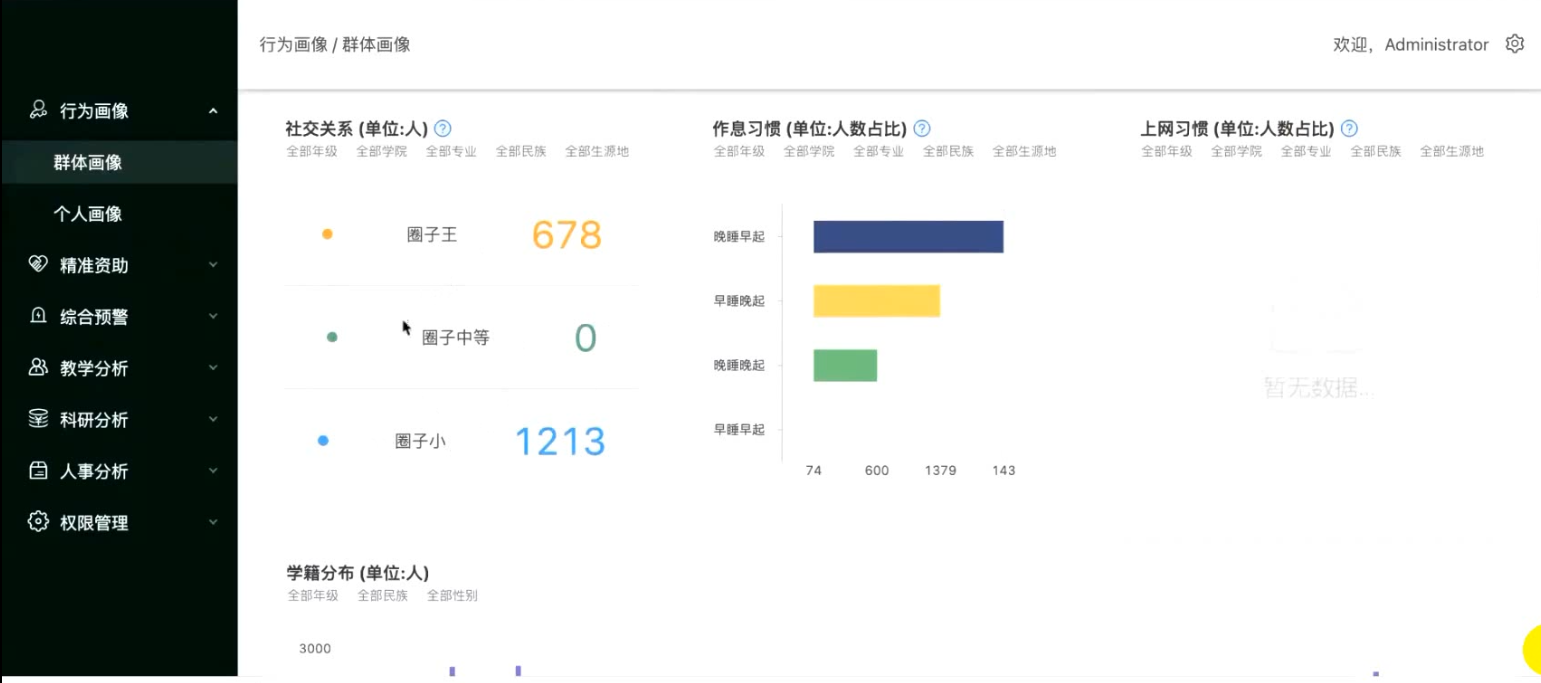 行为画像 / 群体画像
欢迎，Administrator
行为画像
群体画像
个人画像
精准资助
综合预警
教学分析
科研分析
人事分析
权限管理
社交关系 (单位:人) ?
全部年级 全部学院 全部专业 全部民族 全部生源地
圈子王 678
圈子中等 0
圈子小 1213
作息习惯 (单位:人数占比) ?
全部年级 全部学院 全部专业 全部民族 全部生源地
晚睡早起
早睡晚起
晚睡晚起
早睡早起
74 600 1379 143
上网习惯 (单位:人数占比) ?
全部年级 全部学院 全部专业 全部民族 全部生源地
暂无数据...
学籍分布 (单位:人)
全部年级 全部民族 全部性别
3000